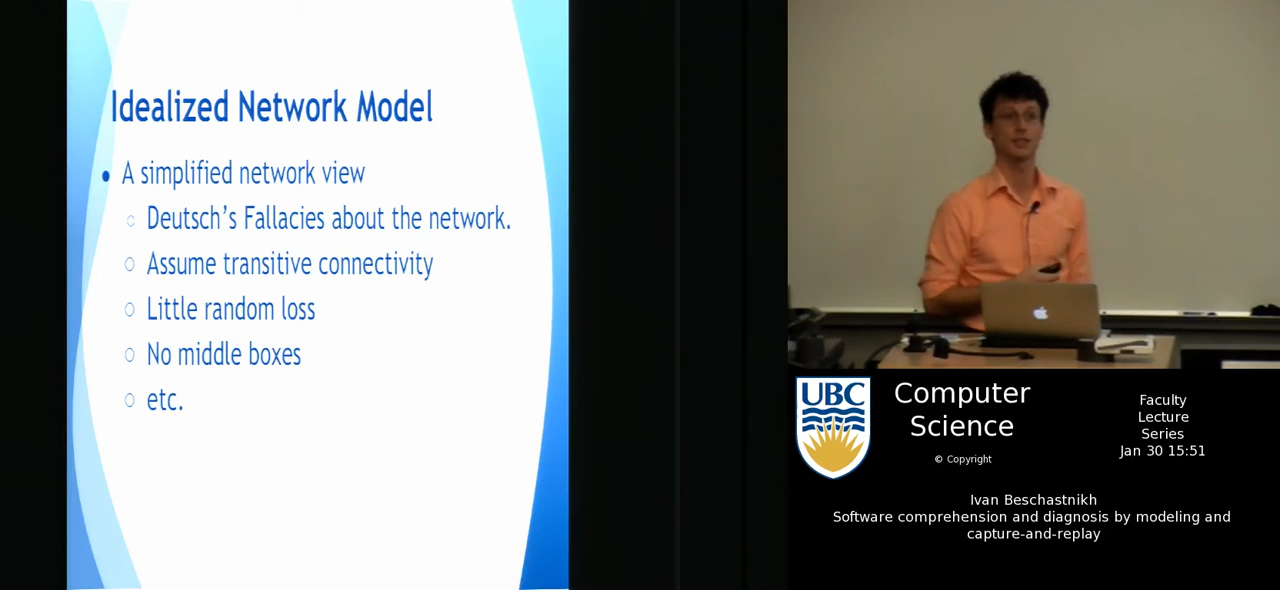 Idealized Network Model
• A simplified network view
○ Deutsch's Fallacies about the network.
○ Assume transitive connectivity
○ Little random loss
○ No middle boxes
○ etc.
UBC
Computer
Science
© Copyright
Faculty
Lecture
Series
Jan 30 15:51
Ivan Beschastnikh
Software comprehension and diagnosis by modeling and
capture-and-replay